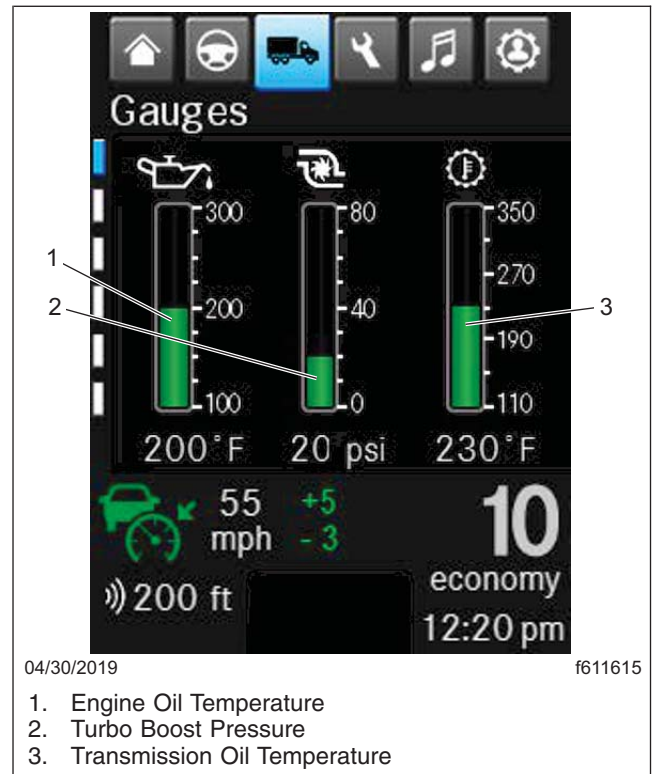 Gauges
300 80 350
270
1
2 200 40 3
190
100 0 110
200°F 20 psi 230°F
55 +5 10
mph - 3
economy
200 ft
12:20 pm
04/30/2019 f611615
1. Engine Oil Temperature
2. Turbo Boost Pressure
3. Transmission Oil Temperature